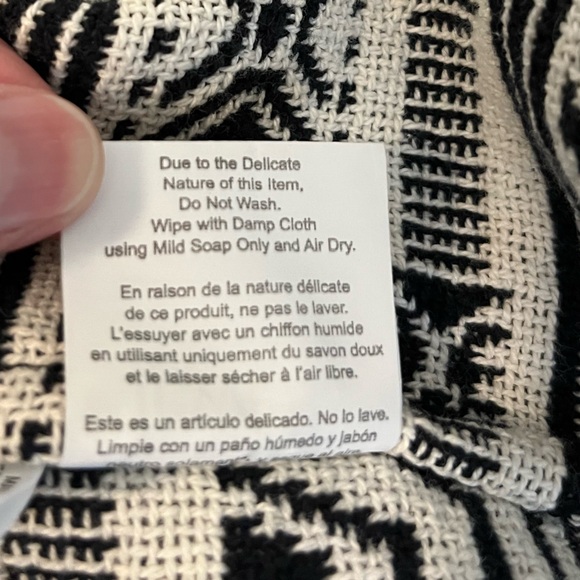 Due to the Delicate
Nature of this Item,
Do Not Wash.
Wipe with Damp Cloth
using Mild Soap Only and Air Dry.
En raison de la nature délicate
de ce produit, ne pas le laver.
L'essuyer avec un chiffon humide
en utilisant uniquement du savon doux
et le laisser sécher à l'air libre.
Este es un artículo delicado. No lo lave.
Limpie con un paño húmedo y jabón